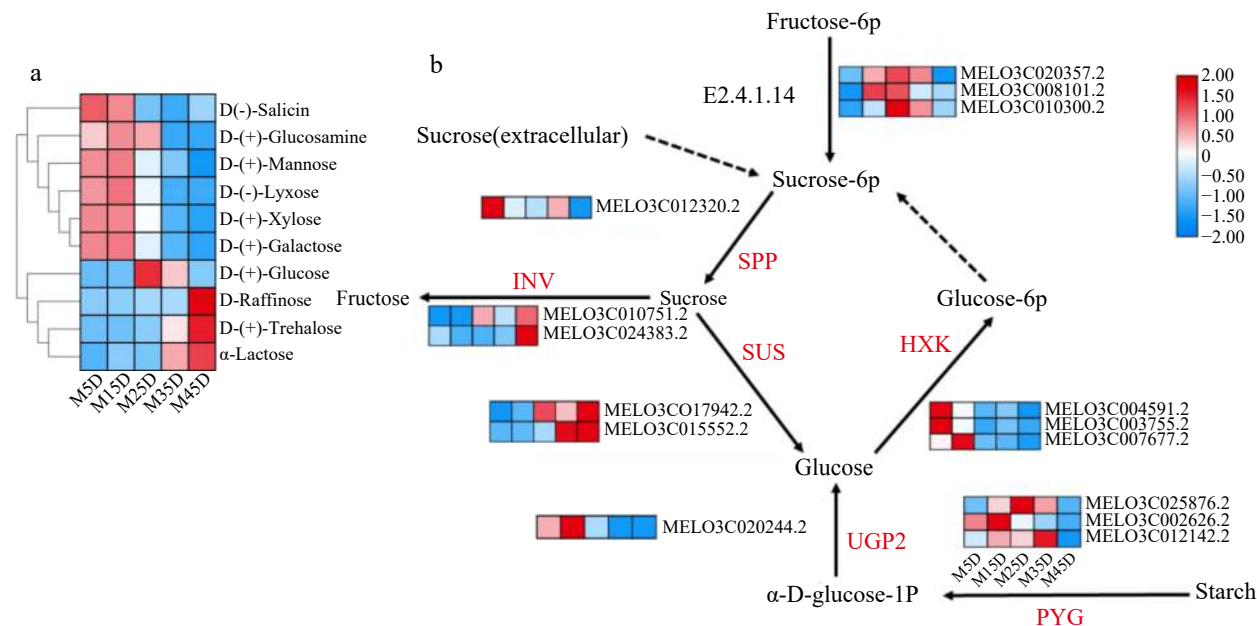 a
D(-)-Salicin
D-(+)-Glucosamine
D-(+)-Mannose
D-(-)-Lyxose
D-(+)-Xylose
D-(+)-Galactose
D-(+)-Glucose
D-Raffinose
D-(+)-Trehalose
α-Lactose
M5D
M15D
M25D
M35D
M45D
b
Fructose-6p
E2.4.1.14
MELO3C020357.2
MELO3C008101.2
MELO3C010300.2
2.00
1.50
1.00
0.50
0
−0.50
−1.00
−1.50
−2.00
Sucrose(extracellular)
Sucrose-6p
MELO3C012320.2
SPP
INV
Fructose
Sucrose
Glucose-6p
MELO3C010751.2
MELO3C024383.2
SUS
HXK
MELO3CO17942.2
MELO3C015552.2
MELO3C004591.2
MELO3C003755.2
MELO3C007677.2
Glucose
MELO3C020244.2
UGP2
MELO3C025876.2
MELO3C002626.2
MELO3C012142.2
M5D
M15D
M25D
M35D
M45D
α-D-glucose-1P
Starch
PYG